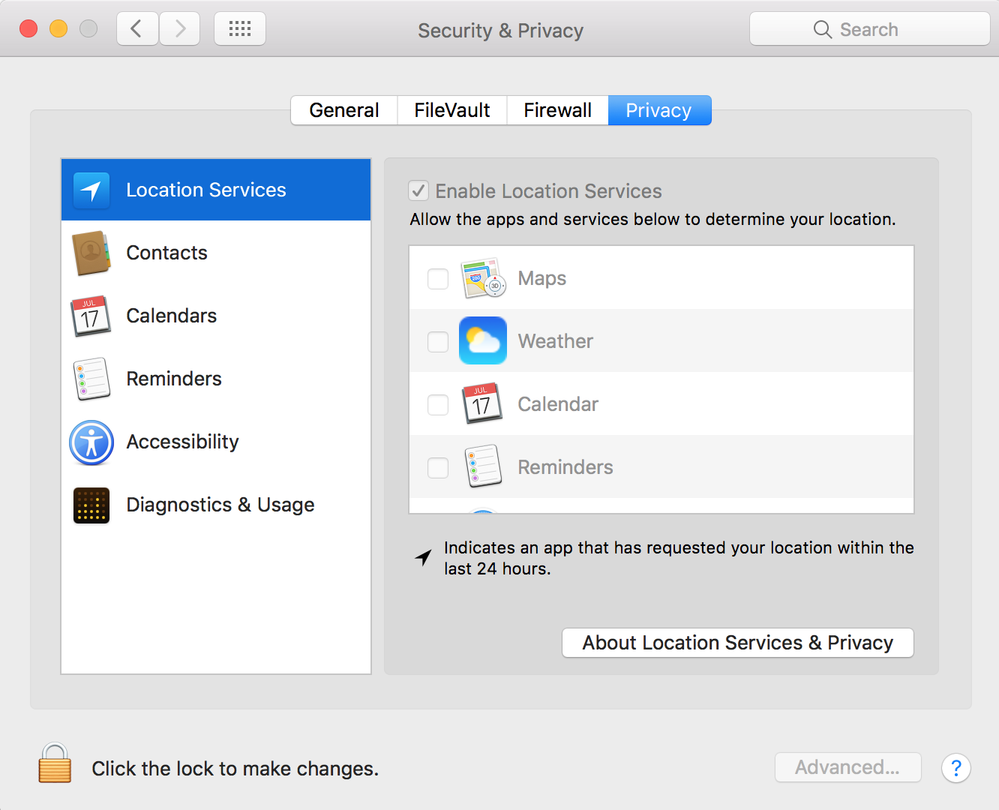 Security & Privacy
Search
General
FileVault
Firewall
Privacy
Location Services
Contacts
JUL
17
Calendars
Reminders
Accessibility
Diagnostics & Usage
Enable Location Services
Allow the apps and services below to determine your location.
280
3D
Maps
Weather
JUL
17
Calendar
Reminders
Indicates an app that has requested your location within the
last 24 hours.
About Location Services & Privacy
Click the lock to make changes.
Advanced...
?